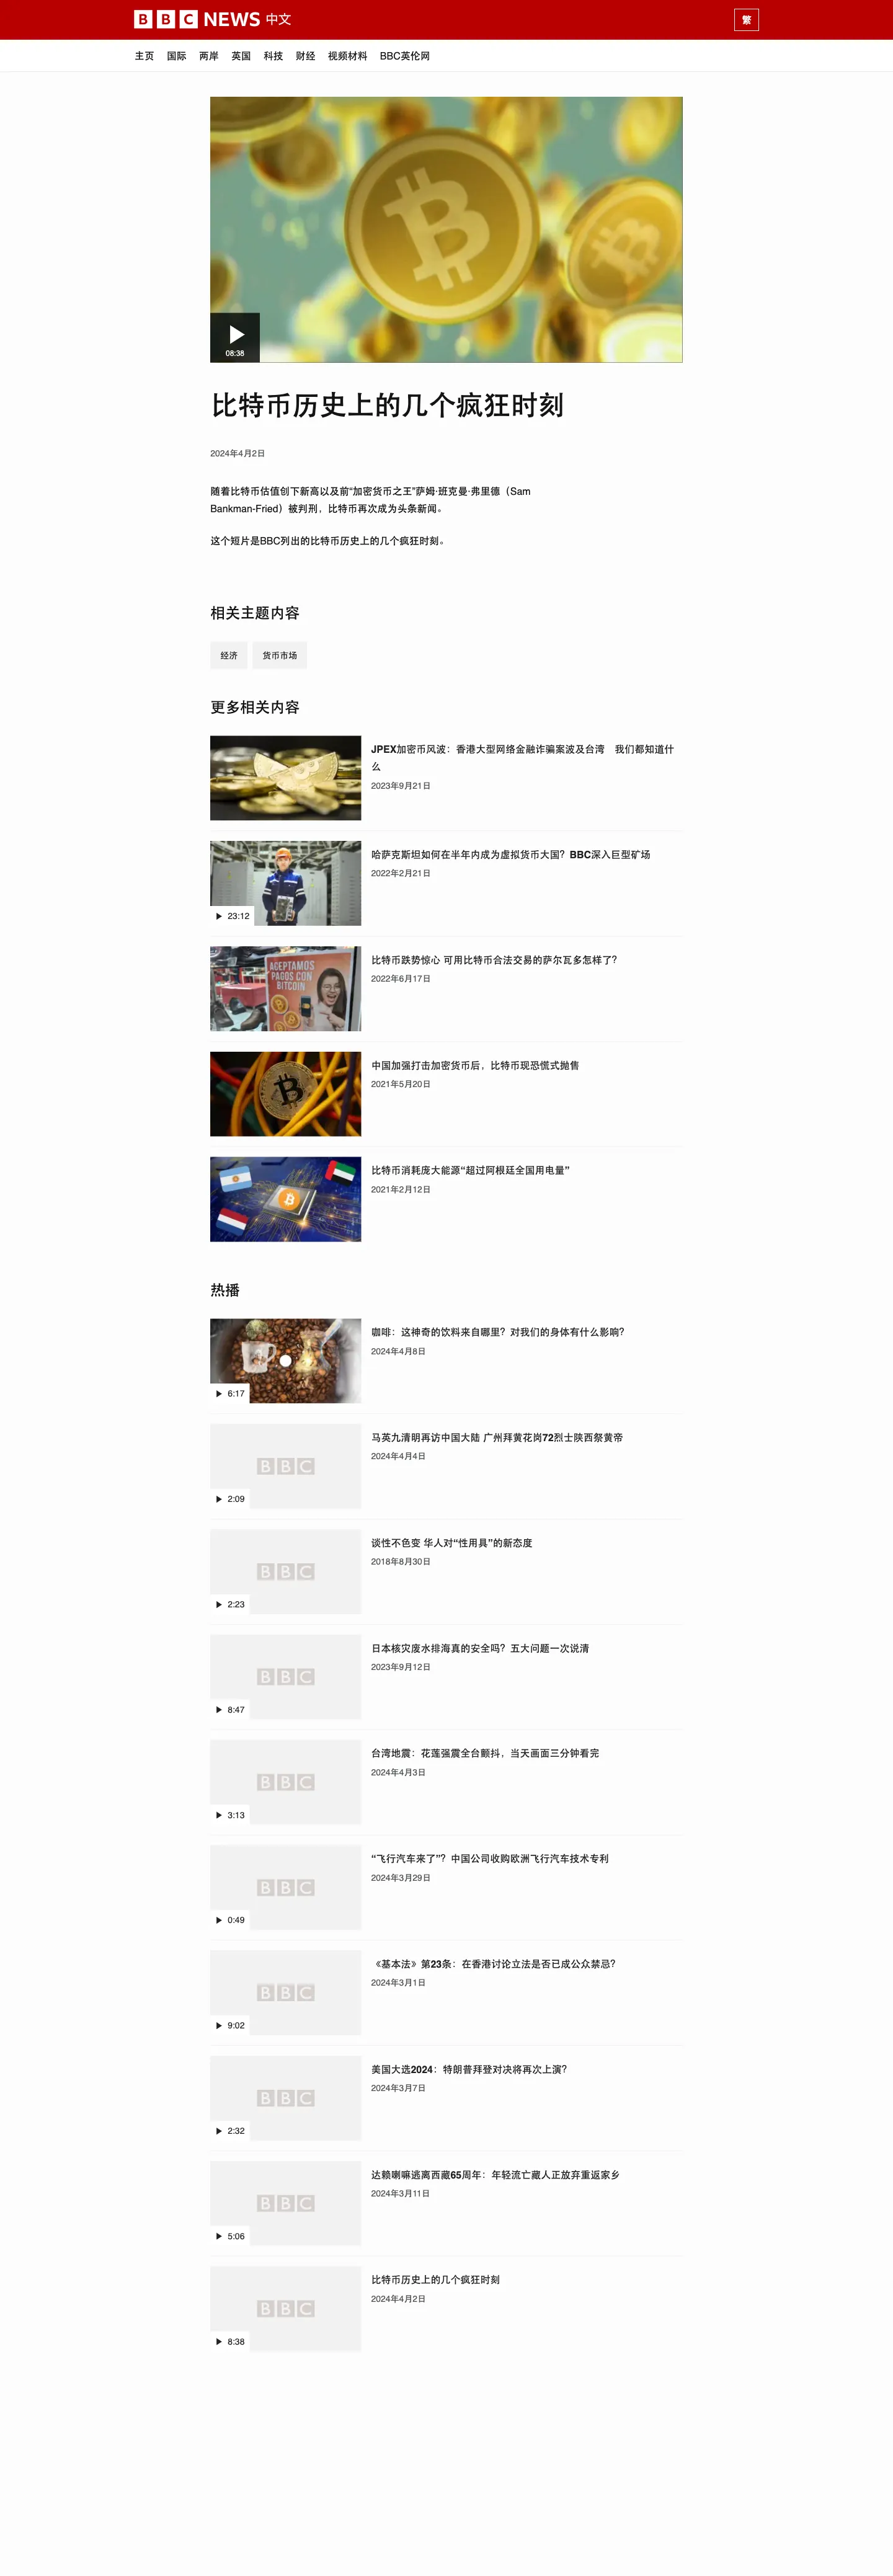 BBC NEWS 中文
繁
主页 国际 两岸 英国 科技 财经 视频材料 BBC英伦网
08:38
比特币历史上的几个疯狂时刻
2024年4月2日
随着比特币估值创下新高以及前“加密货币之王”萨姆·班克曼·弗里德（Sam
Bankman-Fried）被判刑，比特币再次成为头条新闻。
这个短片是BBC列出的比特币历史上的几个疯狂时刻。
相关主题内容
经济 货币市场
更多相关内容
JPEX加密币风波：香港大型网络金融诈骗案波及台湾　我们都知道什
么
2023年9月21日
哈萨克斯坦如何在半年内成为虚拟货币大国？BBC深入巨型矿场
2022年2月21日
23:12
ACEPTAMOS
PAGOS CON
BITCOIN
比特币跌势惊心 可用比特币合法交易的萨尔瓦多怎样了？
2022年6月17日
中国加强打击加密货币后，比特币现恐慌式抛售
2021年5月20日
比特币消耗庞大能源“超过阿根廷全国用电量”
2021年2月12日
热播
咖啡：这神奇的饮料来自哪里？对我们的身体有什么影响？
2024年4月8日
6:17
马英九清明再访中国大陆 广州拜黄花岗72烈士陕西祭黄帝
2024年4月4日
BBC
2:09
谈性不色变 华人对“性用具”的新态度
2018年8月30日
BBC
2:23
日本核灾废水排海真的安全吗？五大问题一次说清
2023年9月12日
BBC
8:47
台湾地震：花莲强震全台颤抖，当天画面三分钟看完
2024年4月3日
BBC
3:13
“飞行汽车来了”？中国公司收购欧洲飞行汽车技术专利
2024年3月29日
BBC
0:49
《基本法》第23条：在香港讨论立法是否已成公众禁忌？
2024年3月1日
BBC
9:02
美国大选2024：特朗普拜登对决将再次上演？
2024年3月7日
BBC
2:32
达赖喇嘛逃离西藏65周年：年轻流亡藏人正放弃重返家乡
2024年3月11日
BBC
5:06
比特币历史上的几个疯狂时刻
2024年4月2日
BBC
8:38